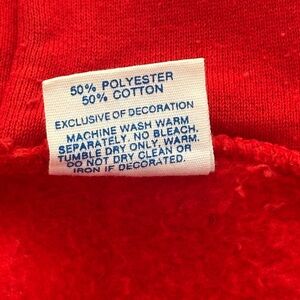 50% POLYESTER
50% COTTON
EXCLUSIVE OF DECORATION
MACHINE WASH WARM
SEPARATELY, NO BLEACH.
TUMBLE DRY ONLY, WARM.
DO NOT DRY CLEAN OR
IRON IF DECORATED.